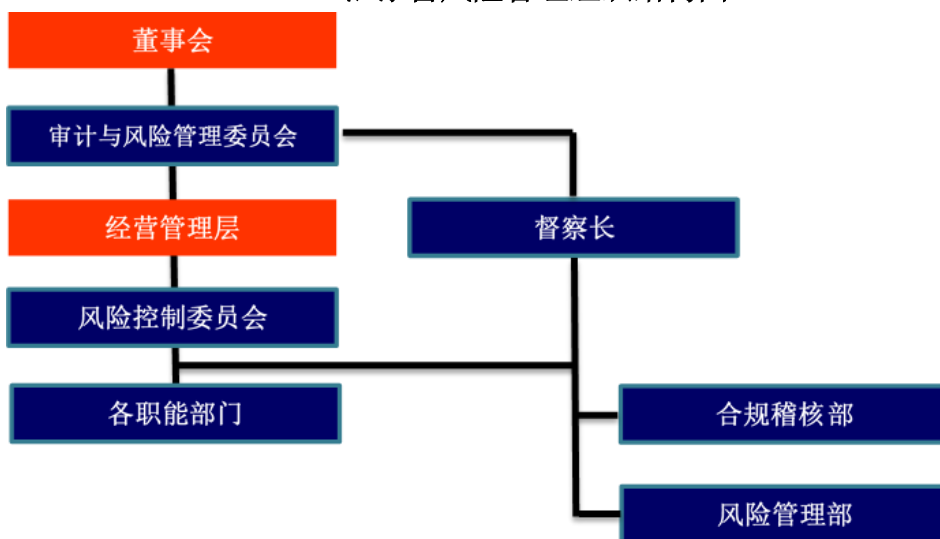 董事会
审计与风险管理委员会
经营管理层
督察长
风险控制委员会
各职能部门
合规稽核部
风险管理部